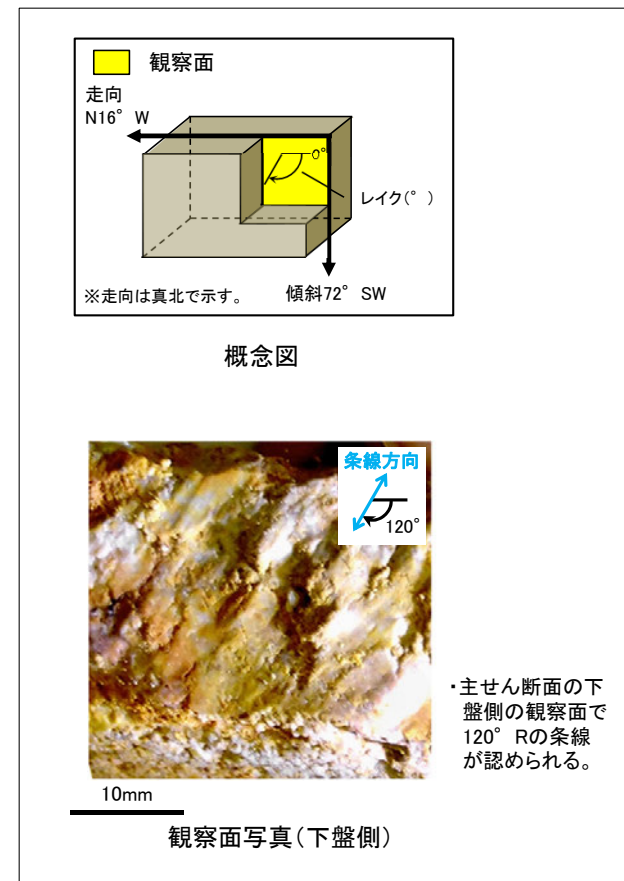 観察面
走向
N16°W
0°
レイク(°)
※走向は真北で示す。
傾斜72°SW
概念図
条線方向
120°
・主せん断面の下
盤側の観察面で
120°Rの条線
が認められる。
10mm
観察面写真(下盤側)